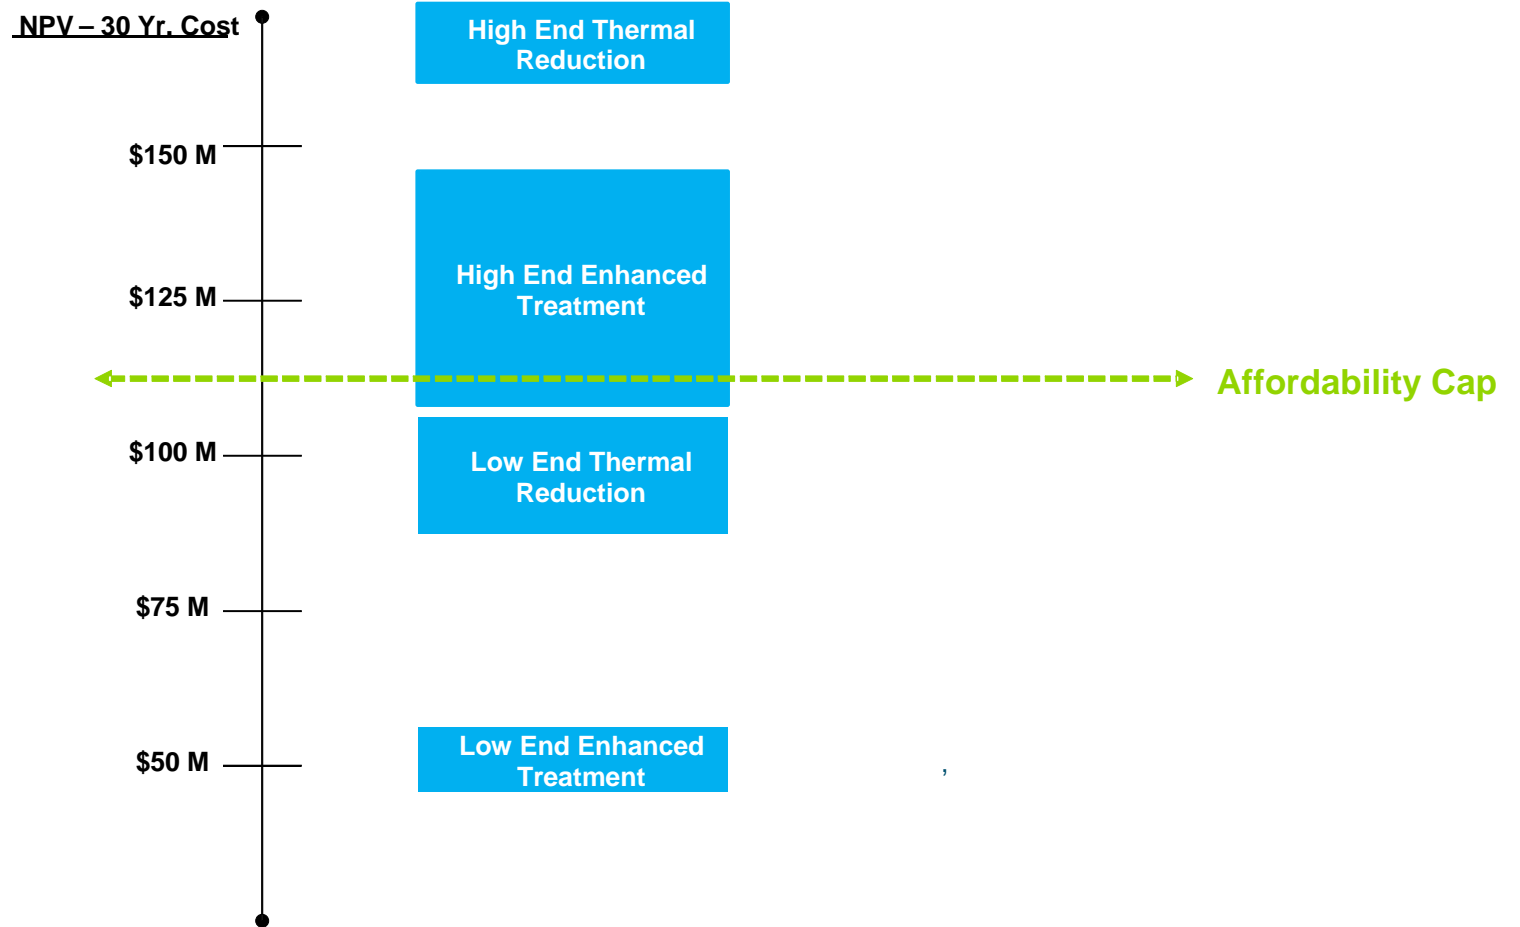 NPV – 30 Yr. Cost
High End Thermal
Reduction
$150 M
High End Enhanced
Treatment
$125 M
Affordability Cap
$100 M
Low End Thermal
Reduction
$75 M
Low End Enhanced
Treatment
$50 M
,